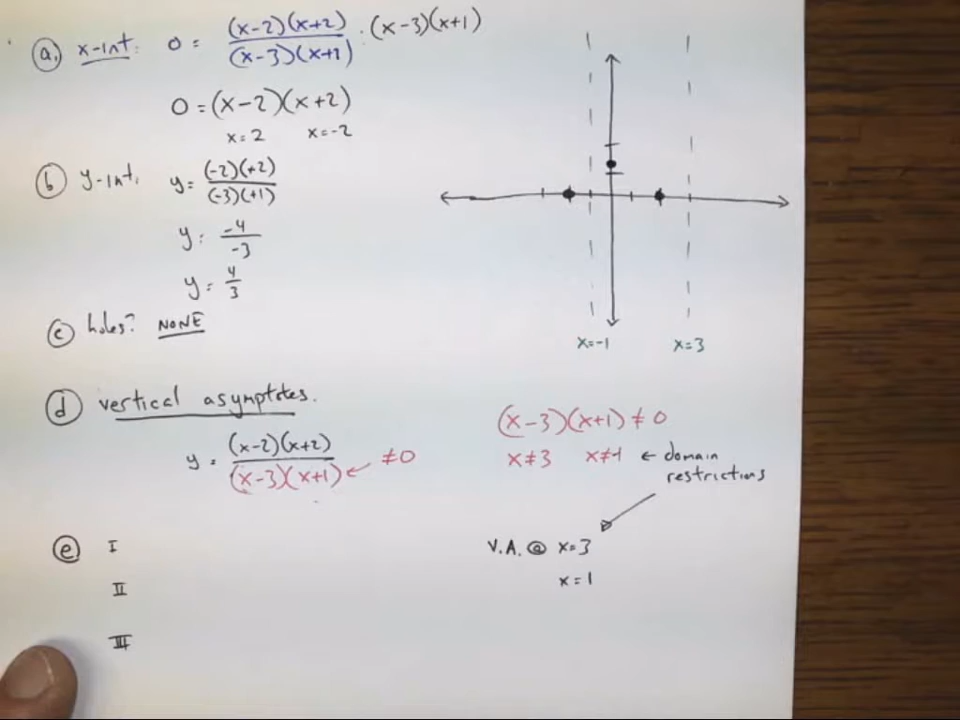 a. x-int: 0 = (x-2)(x+2) / (x-3)(x+1) · (x-3)(x+1)
0 = (x-2)(x+2)
x=2 x=-2
b y-int. y = (-2)(+2) / (-3)(+1)
y = -4 / -3
y = 4/3
c holes? NONE
x=-1 x=3
d vertical asymptotes.
y = (x-2)(x+2) / (x-3)(x+1) ← ≠0
(x-3)(x+1) ≠ 0
x≠3 x≠-1 ← domain
restrictions
e I
II
III
V.A. @ x=3
x=1